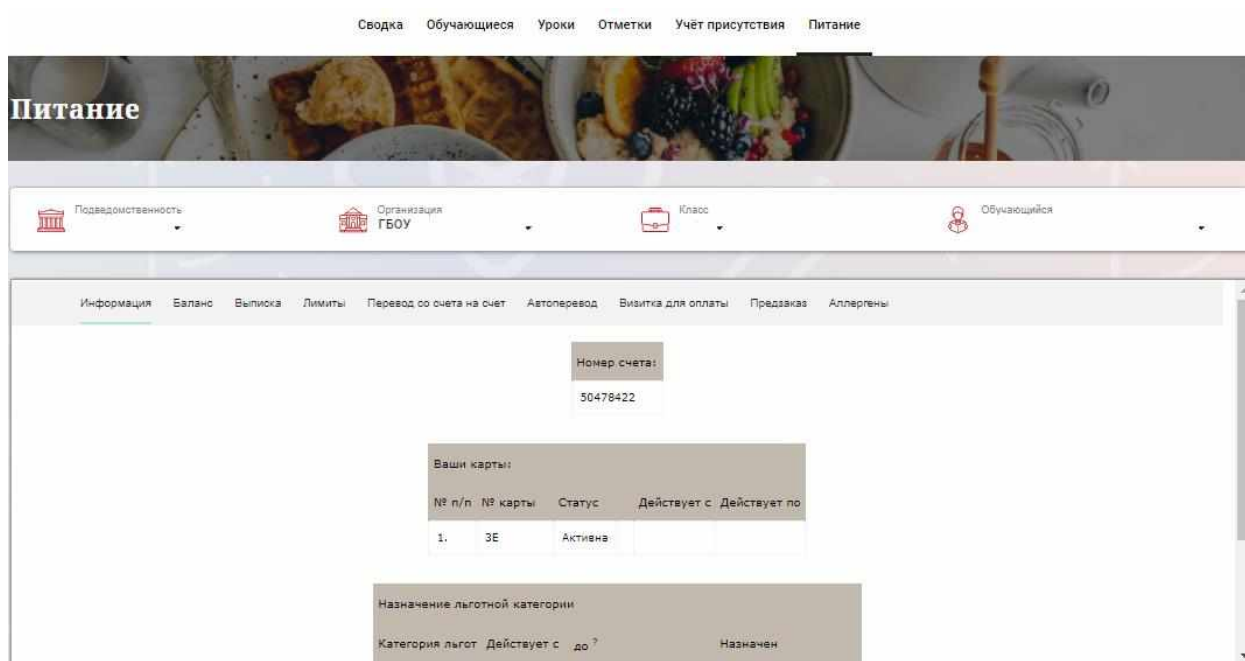 Сводка Обучающиеся Уроки Отметки Учёт присутствия Питание
Питание
Подведомственность Организация Класс Обучающийся
ГБОУ
Информация Баланс Выписка Лимиты Перевод со счета на счет Автоперевод Визитка для оплаты Предзаказ Аллергены
Номер счета:
50478422
Ваши карты:
№ п/п № карты Статус Действует с Действует по
1. 3E Активна
Назначение льготной категории
Категория льгот Действует с до ? Назначен